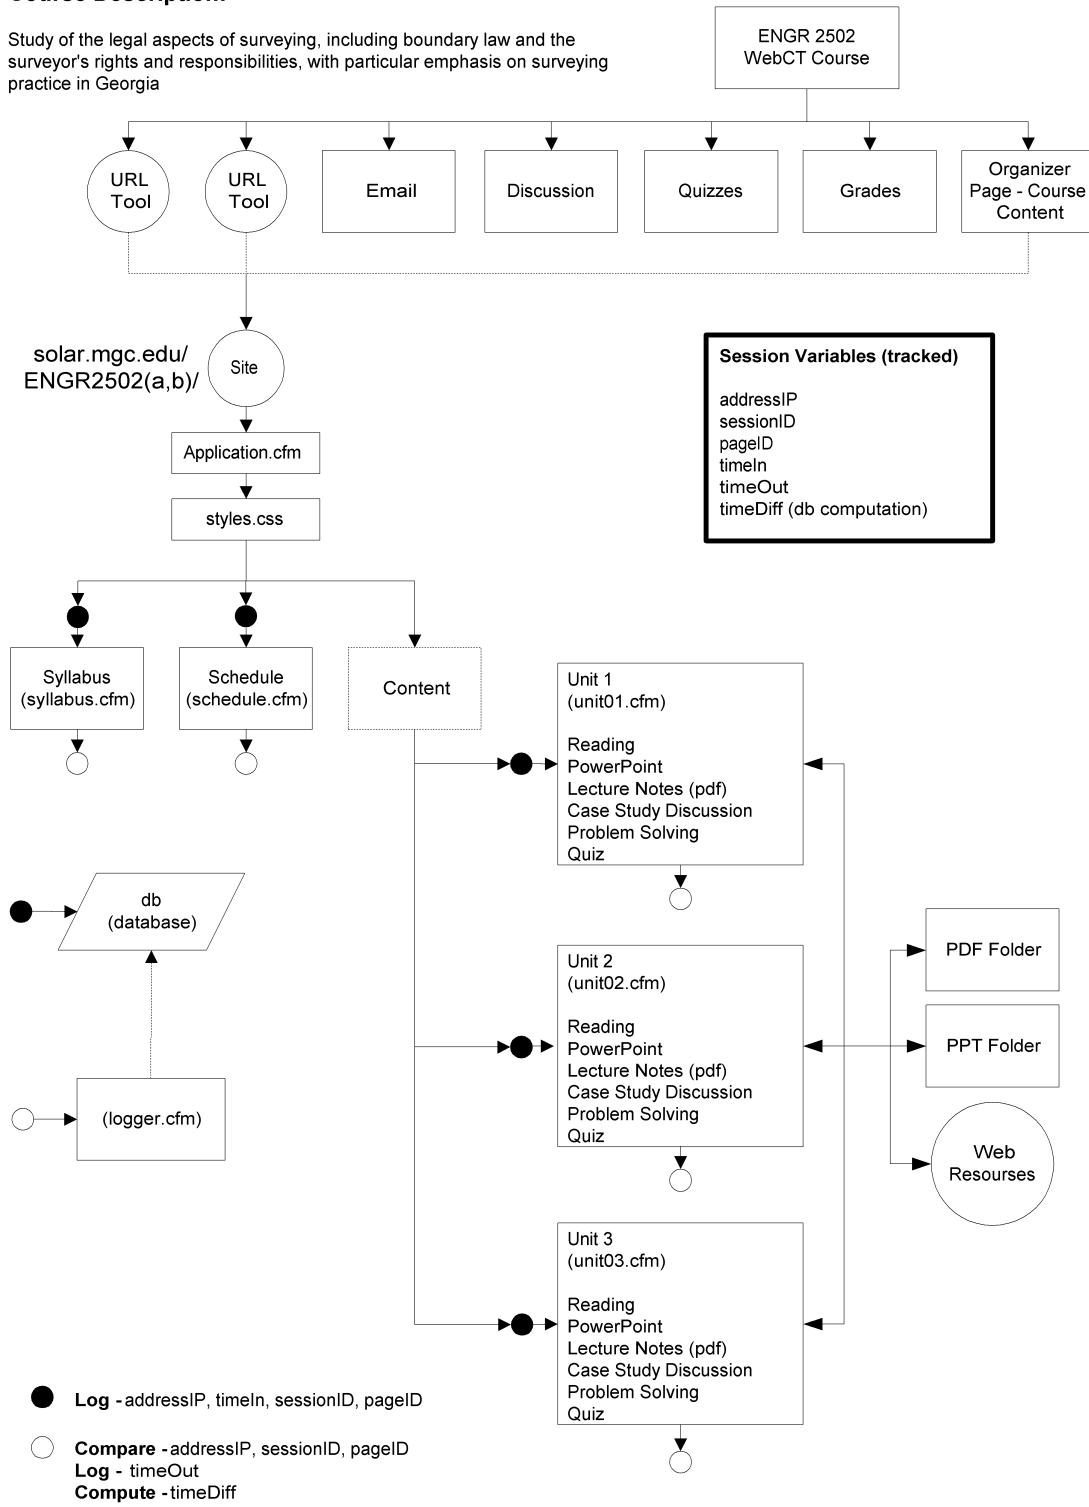 Course Description:
Study of the legal aspects of surveying, including boundary law and the
surveyor's rights and responsibilities, with particular emphasis on surveying
practice in Georgia
ENGR 2502
WebCT Course
URL
Tool
URL
Tool
Email
Discussion
Quizzes
Grades
Organizer
Page - Course
Content
solar.mgc.edu/
ENGR2502(a,b)/
Site
Application.cfm
styles.css
Session Variables (tracked)
addressIP
sessionID
pageID
timeIn
timeOut
timeDiff (db computation)
Syllabus
(syllabus.cfm)
Schedule
(schedule.cfm)
Content
Unit 1
(unit01.cfm)
Reading
PowerPoint
Lecture Notes (pdf)
Case Study Discussion
Problem Solving
Quiz
db
(database)
(logger.cfm)
Unit 2
(unit02.cfm)
Reading
PowerPoint
Lecture Notes (pdf)
Case Study Discussion
Problem Solving
Quiz
PDF Folder
PPT Folder
Web
Resourses
Unit 3
(unit03.cfm)
Reading
PowerPoint
Lecture Notes (pdf)
Case Study Discussion
Problem Solving
Quiz
Log - addressIP, timeIn, sessionID, pageID
Compare - addressIP, sessionID, pageID
Log - timeOut
Compute - timeDiff